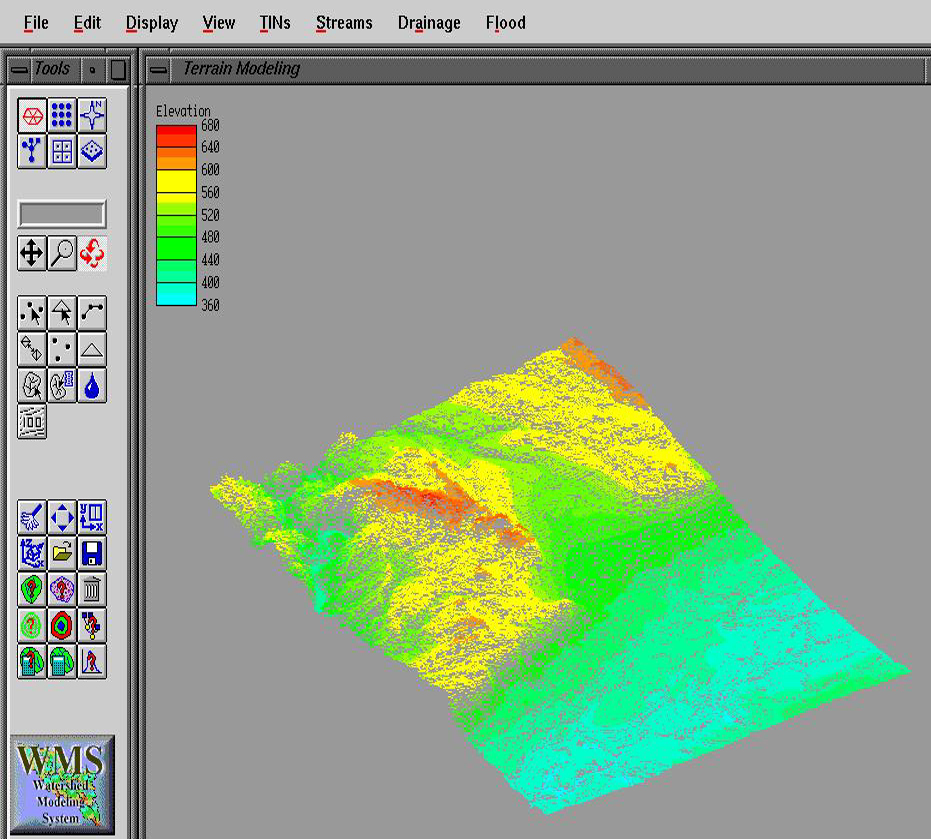 File Edit Display View TINs Streams Drainage Flood
Tools
Terrain Modeling
Elevation
680
640
600
560
520
480
440
400
360
WMS
Watershed
Modeling
System